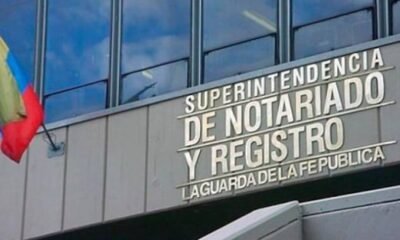 SUPERINTENDENCIA
DE NOTARIADO
Y REGISTRO
LA GUARDA DE LA FE PUBLICA